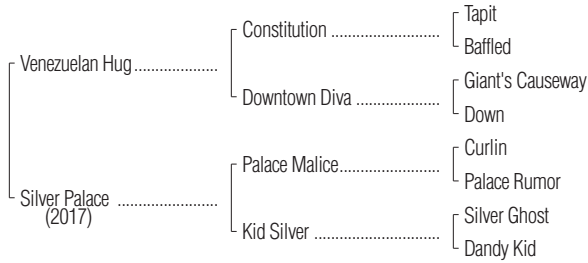 Tapit
Constitution
Baffled
Venezuelan Hug
Giant's Causeway
Downtown Diva
Down
Curlin
Palace Malice
Palace Rumor
Silver Palace
(2017)
Silver Ghost
Kid Silver
Dandy Kid